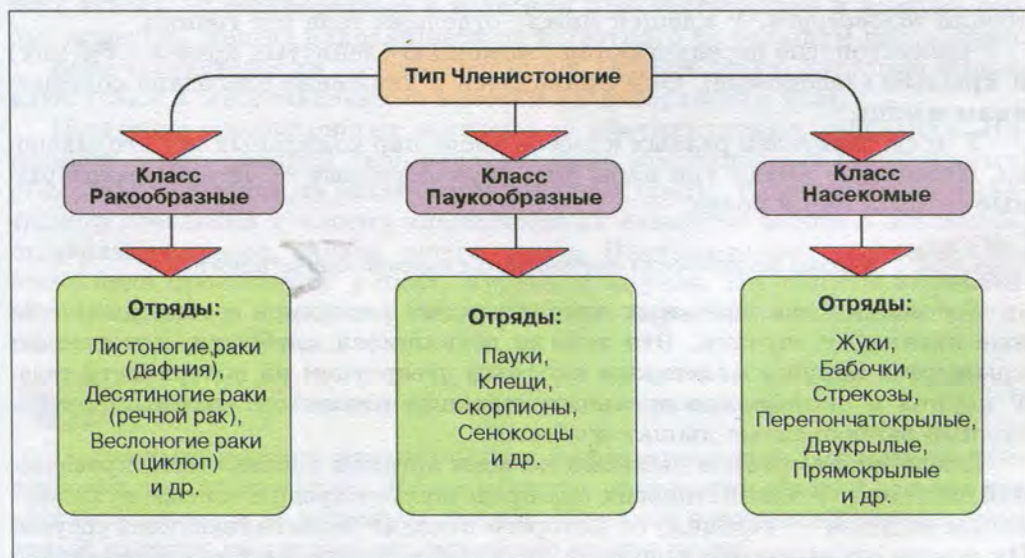 Тип Членистоногие
Класс
Ракообразные
Класс
Паукообразные
Класс
Насекомые
Отряды:
Листоногие раки
(дафния),
Десятиногие раки
(речной рак),
Веслоногие раки
(циклоп)
и др.
Отряды:
Пауки,
Клещи,
Скорпионы,
Сенокосцы
и др.
Отряды:
Жуки,
Бабочки,
Стрекозы,
Перепончатокрылые,
Двукрылые,
Прямокрылые
и др.